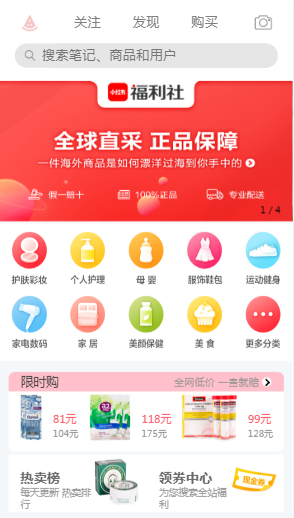 关注 发现 购买
搜索笔记、商品和用户
小红书 福利社
全球直采 正品保障
一件海外商品是如何漂洋过海到你手中的
假一赔十 100%正品 专业配送
1 / 4
护肤彩妆 个人护理 母 婴 服饰鞋包 运动健身
家电数码 家 居 美颜保健 美 食 更多分类
限时购 全网低价 一卖就赔
81元 118元 99元
104元 175元 128元
热卖榜 领券中心 现金券
每天更新 热卖排行 为您搜索全站福利